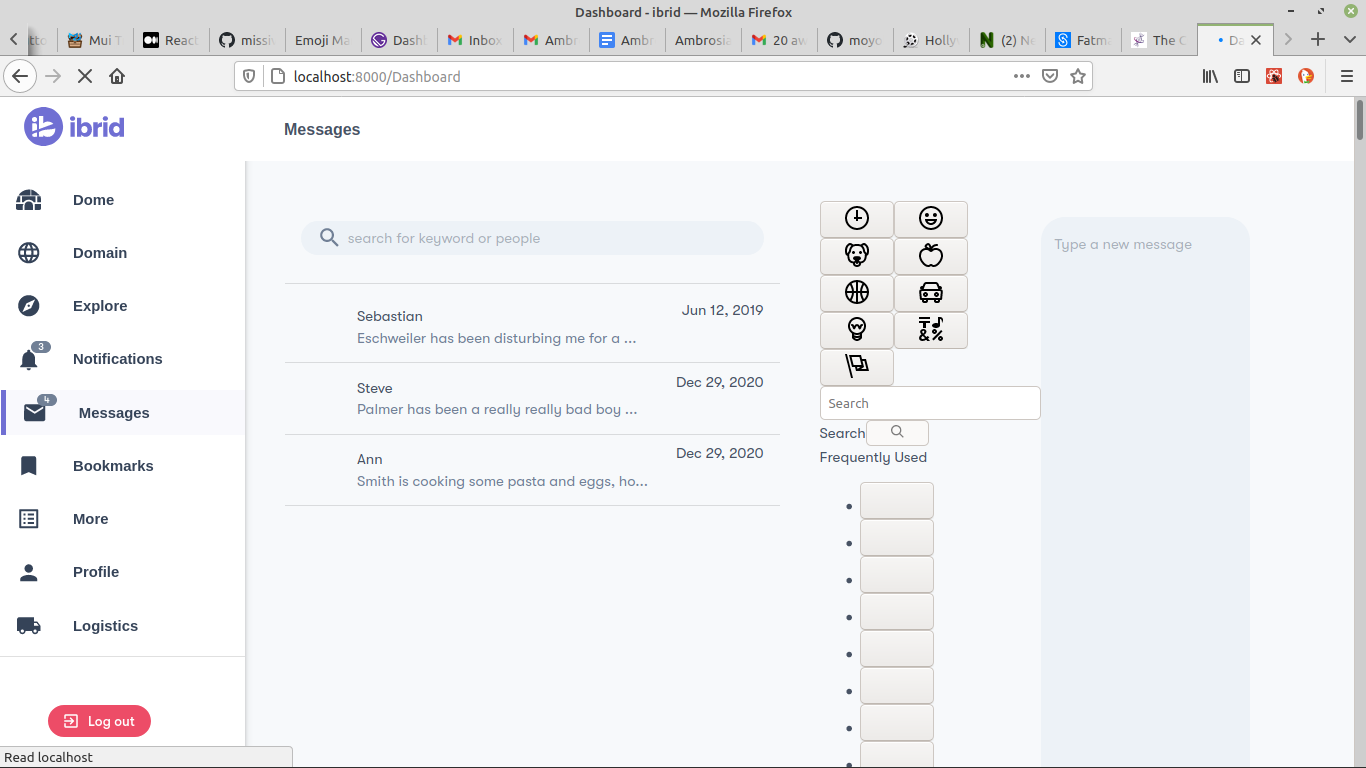 Dashboard - ibrid — Mozilla Firefox
Mui T
React
missiv
Emoji Ma
Dashb
Inbox
Ambr
Ambr
Ambrosia
20 aw
moyo
Hollyw
(2) Ne
Fatma
The C
Da
localhost:8000/Dashboard
ibrid
Messages
Dome
Domain
Explore
3
Notifications
4
Messages
Bookmarks
More
Profile
Logistics
Log out
Read localhost
search for keyword or people
Sebastian
Jun 12, 2019
Eschweiler has been disturbing me for a ...
Steve
Dec 29, 2020
Palmer has been a really really bad boy ...
Ann
Dec 29, 2020
Smith is cooking some pasta and eggs, ho...
Search
Search
Frequently Used
Type a new message